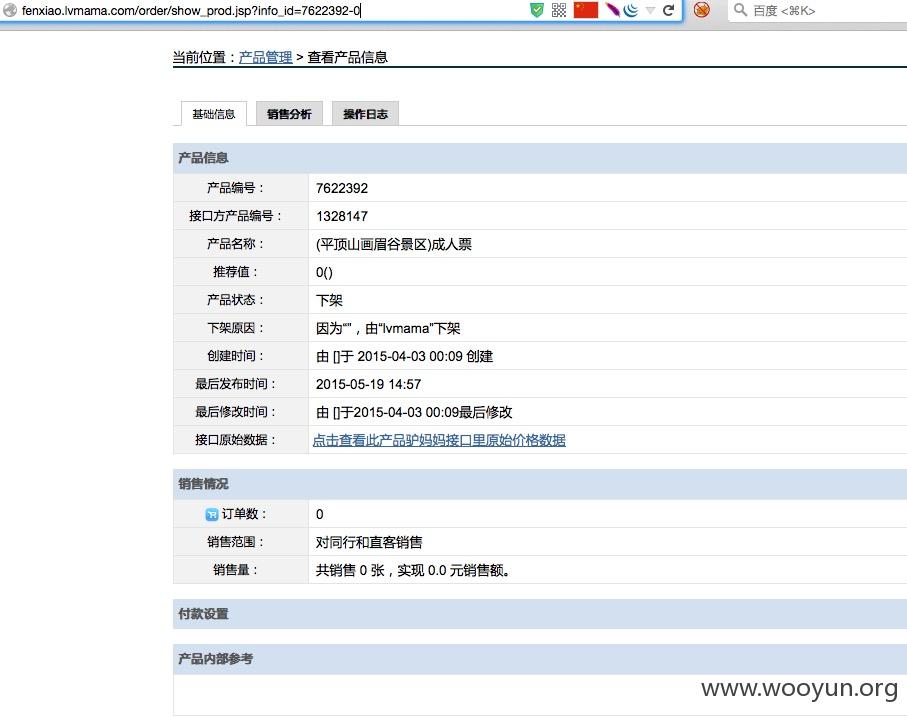 fenxiao.lvmama.com/order/show_prod.jsp?info_id=7622392-0
百度 <⌘K>
当前位置：产品管理 > 查看产品信息
基础信息 销售分析 操作日志
产品信息
产品编号： 7622392
接口方产品编号： 1328147
产品名称： (平顶山画眉谷景区)成人票
推荐值： 0()
产品状态： 下架
下架原因： 因为“”，由“lvmama”下架
创建时间： 由 []于 2015-04-03 00:09 创建
最后发布时间： 2015-05-19 14:57
最后修改时间： 由 []于2015-04-03 00:09最后修改
接口原始数据： 点击查看此产品驴妈妈接口里原始价格数据
销售情况
订单数： 0
销售范围： 对同行和直客销售
销售量： 共销售 0 张，实现 0.0 元销售额。
付款设置
产品内部参考
www.wooyun.org